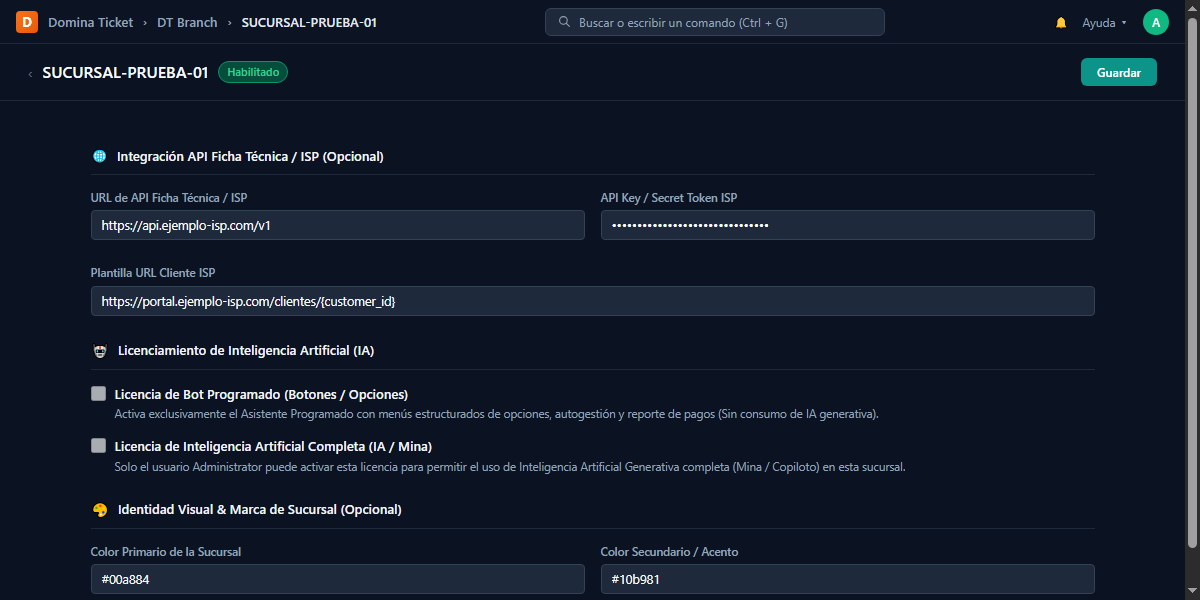 D Domina Ticket › DT Branch › SUCURSAL-PRUEBA-01
Buscar o escribir un comando (Ctrl + G)
Ayuda
A
‹ SUCURSAL-PRUEBA-01 Habilitado
Guardar
Integración API Ficha Técnica / ISP (Opcional)
URL de API Ficha Técnica / ISP
https://api.ejemplo-isp.com/v1
API Key / Secret Token ISP
•••••••••••••••••••••••••••••••
Plantilla URL Cliente ISP
https://portal.ejemplo-isp.com/clientes/{customer_id}
Licenciamiento de Inteligencia Artificial (IA)
Licencia de Bot Programado (Botones / Opciones)
Activa exclusivamente el Asistente Programado con menús estructurados de opciones, autogestión y reporte de pagos (Sin consumo de IA generativa).
Licencia de Inteligencia Artificial Completa (IA / Mina)
Solo el usuario Administrator puede activar esta licencia para permitir el uso de Inteligencia Artificial Generativa completa (Mina / Copiloto) en esta sucursal.
Identidad Visual & Marca de Sucursal (Opcional)
Color Primario de la Sucursal
#00a884
Color Secundario / Acento
#10b981